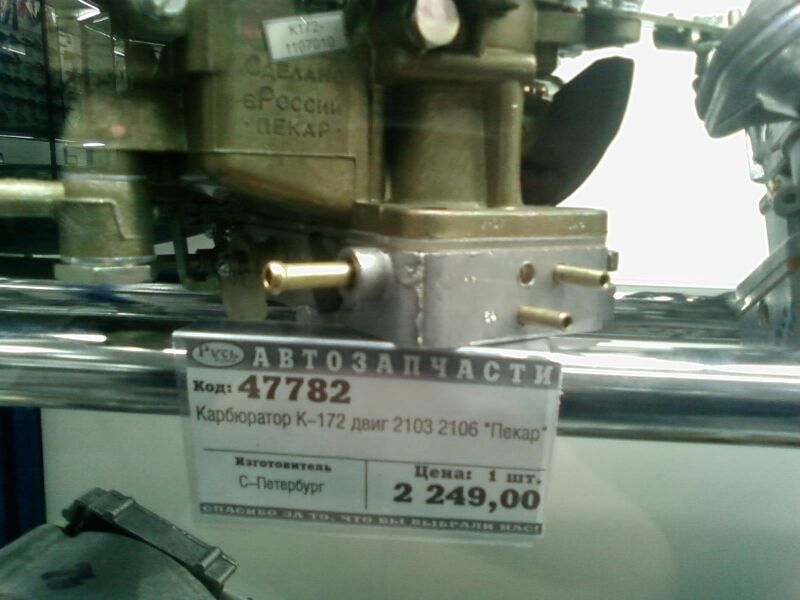 К172-
1107010
СДЕЛАНО
в РОССИИ
·ПЕКАР·
Русь
АВТОЗАПЧАСТИ
Код: 47782
Карбюратор К-172 двиг 2103 2106 "Пекар"
Изготовитель
С-Петербург
Цена: 1 шт.
2 249,00
СПАСИБО ЗА ТО, ЧТО ВЫ ВЫБРАЛИ НАС!